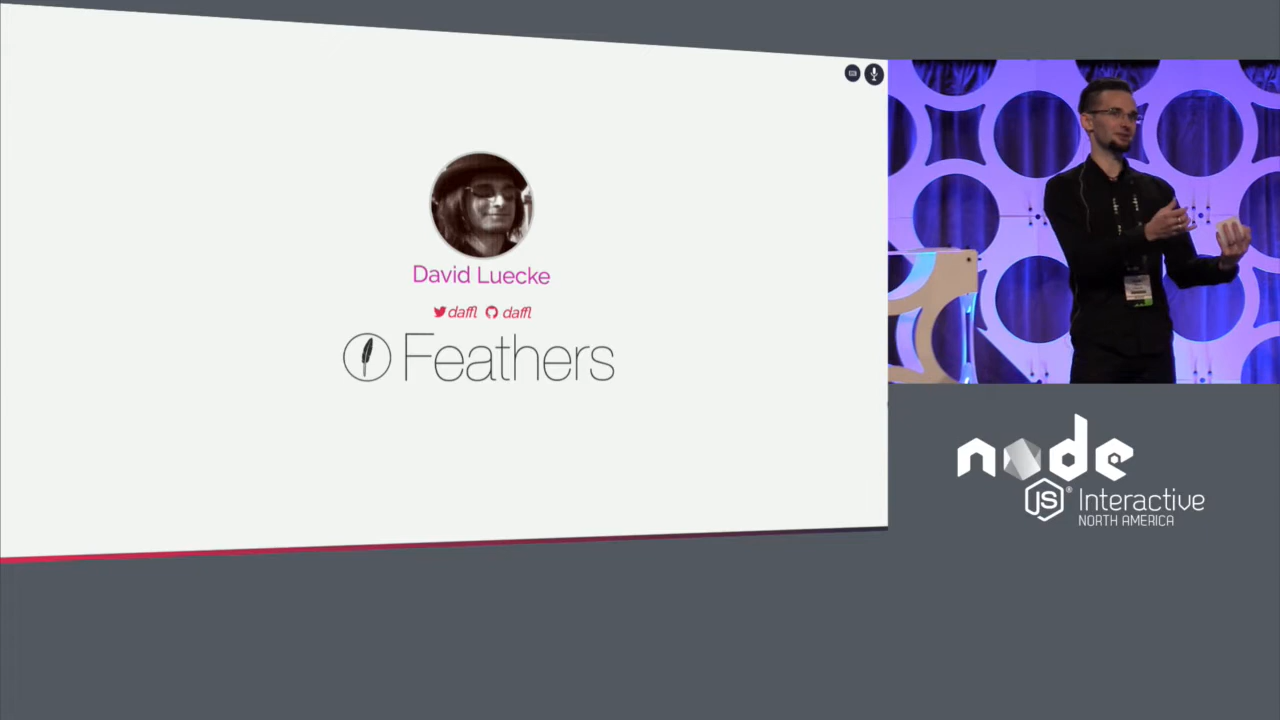 David Luecke
daffl daffl
Feathers
node
JS® Interactive
NORTH AMERICA